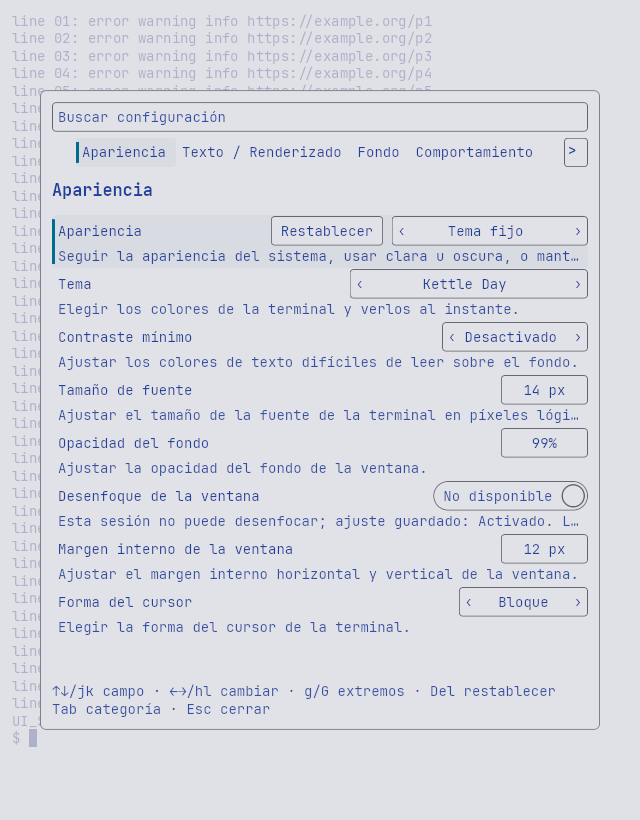 line 01: error warning info https://example.org/p1
line 02: error warning info https://example.org/p2
line 03: error warning info https://example.org/p3
line 04: error warning info https://example.org/p4
Buscar configuración
Apariencia Texto / Renderizado Fondo Comportamiento >
Apariencia
Apariencia Restablecer ‹ Tema fijo ›
Seguir la apariencia del sistema, usar clara u oscura, o mant…
Tema ‹ Kettle Day ›
Elegir los colores de la terminal y verlos al instante.
Contraste mínimo ‹ Desactivado ›
Ajustar los colores de texto difíciles de leer sobre el fondo.
Tamaño de fuente 14 px
Ajustar el tamaño de la fuente de la terminal en píxeles lógi…
Opacidad del fondo 99%
Ajustar la opacidad del fondo de la ventana.
Desenfoque de la ventana No disponible
Esta sesión no puede desenfocar; ajuste guardado: Activado. L…
Margen interno de la ventana 12 px
Ajustar el margen interno horizontal y vertical de la ventana.
Forma del cursor ‹ Bloque ›
Elegir la forma del cursor de la terminal.
↑↓/jk campo · ↔/hl cambiar · g/G extremos · Del restablecer
Tab categoría · Esc cerrar
$